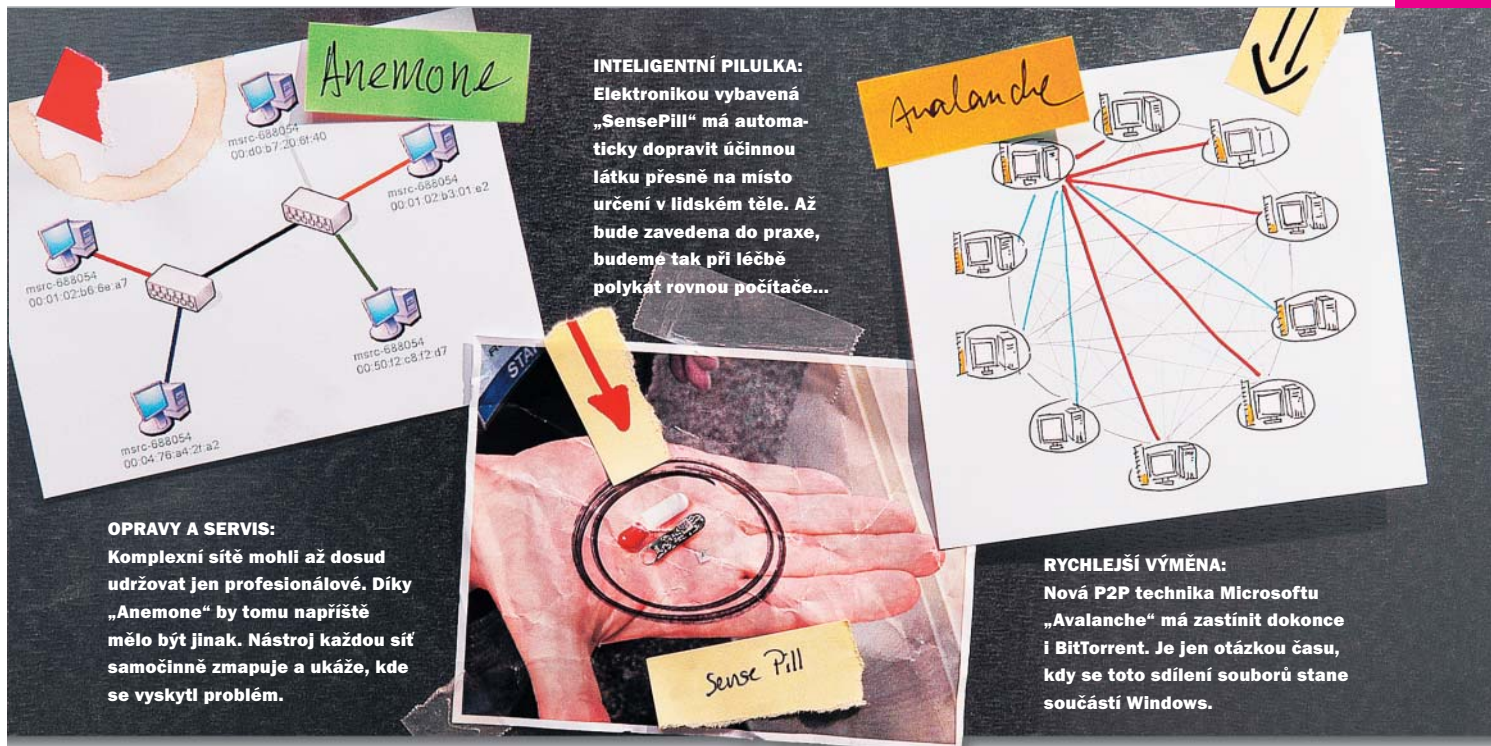 Anemone
msrc-688054
00:d0:b7:20:6f:40
msrc-688054
00:01:02:b3:01:e2
msrc-688054
00:01:02:b6:6e:a7
msrc-688054
00:50:f2:c8:f2:d7
msrc-688054
00:04:76:a4:2f:a2
OPRAVY A SERVIS:
Komplexní sítě mohli až dosud
udržovat jen profesionálové. Díky
„Anemone“ by tomu napříště
mělo být jinak. Nástroj každou síť
samočinně zmapuje a ukáže, kde
se vyskytl problém.
INTELIGENTNÍ PILULKA:
Elektronikou vybavená
„SensePill“ má automa-
ticky dopravit účinnou
látku přesně na místo
určení v lidském těle. Až
bude zavedena do praxe,
budeme tak při léčbě
polykat rovnou počítače...
Sense Pill
Avalanche
RYCHLEJŠÍ VÝMĚNA:
Nová P2P technika Microsoftu
„Avalanche“ má zastínit dokonce
i BitTorrent. Je jen otázkou času,
kdy se toto sdílení souborů stane
součástí Windows.